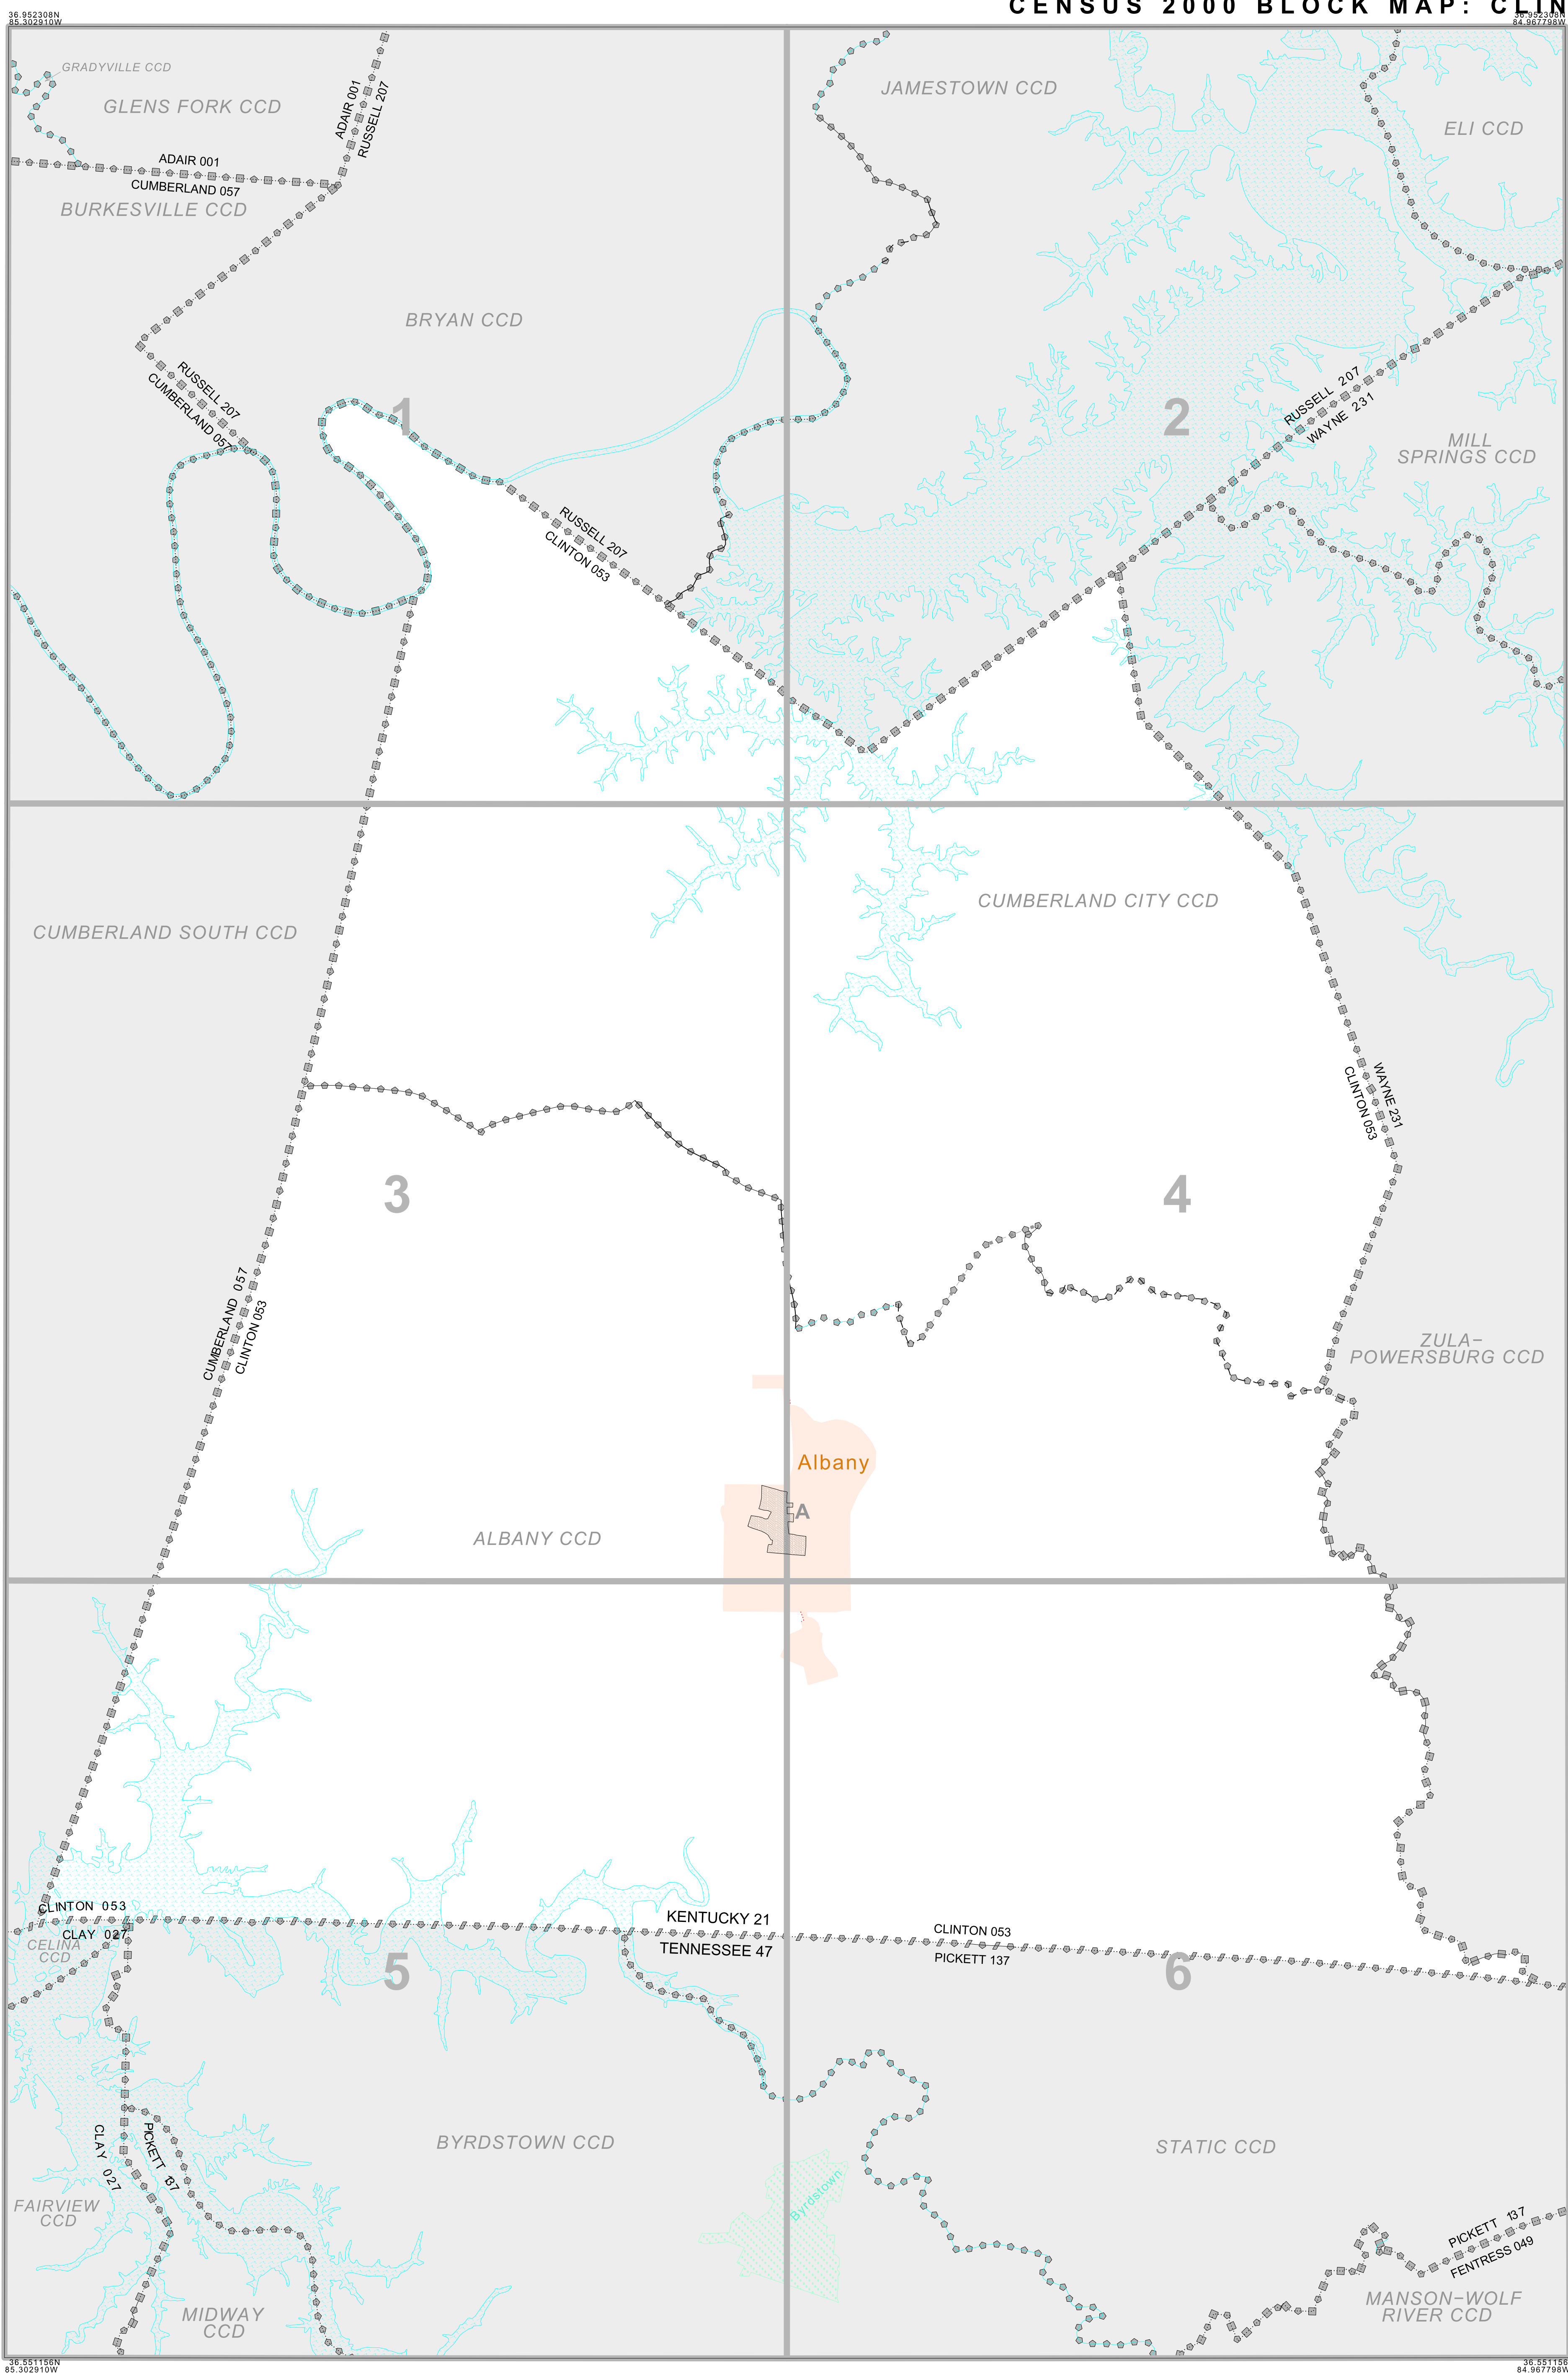 CENSUS 2000 BLOCK MAP: CLIN
36.952308N
85.302910W
36.952308N
84.967798W
GRADYVILLE CCD
GLENS FORK CCD
ADAIR 001
RUSSELL 207
JAMESTOWN CCD
ELI CCD
ADAIR 001
CUMBERLAND 057
BURKESVILLE CCD
BRYAN CCD
RUSSELL 207
CUMBERLAND 057
1
2
RUSSELL 207
WAYNE 231
MILL
SPRINGS CCD
RUSSELL 207
CLINTON 053
CUMBERLAND SOUTH CCD
CUMBERLAND CITY CCD
WAYNE 231
CLINTON 053
3
4
CUMBERLAND 057
CLINTON 053
ZULA-
POWERSBURG CCD
Albany
A
ALBANY CCD
CLINTON 053
CLAY 027
CELINA
CCD
KENTUCKY 21
TENNESSEE 47
CLINTON 053
PICKETT 137
5
6
CLAY 027
PICKETT 137
BYRDSTOWN CCD
STATIC CCD
Byrdstown
FAIRVIEW
CCD
PICKETT 137
FENTRESS 049
MIDWAY
CCD
MANSON-WOLF
RIVER CCD
36.551156N
85.302910W
36.551156
84.967798W